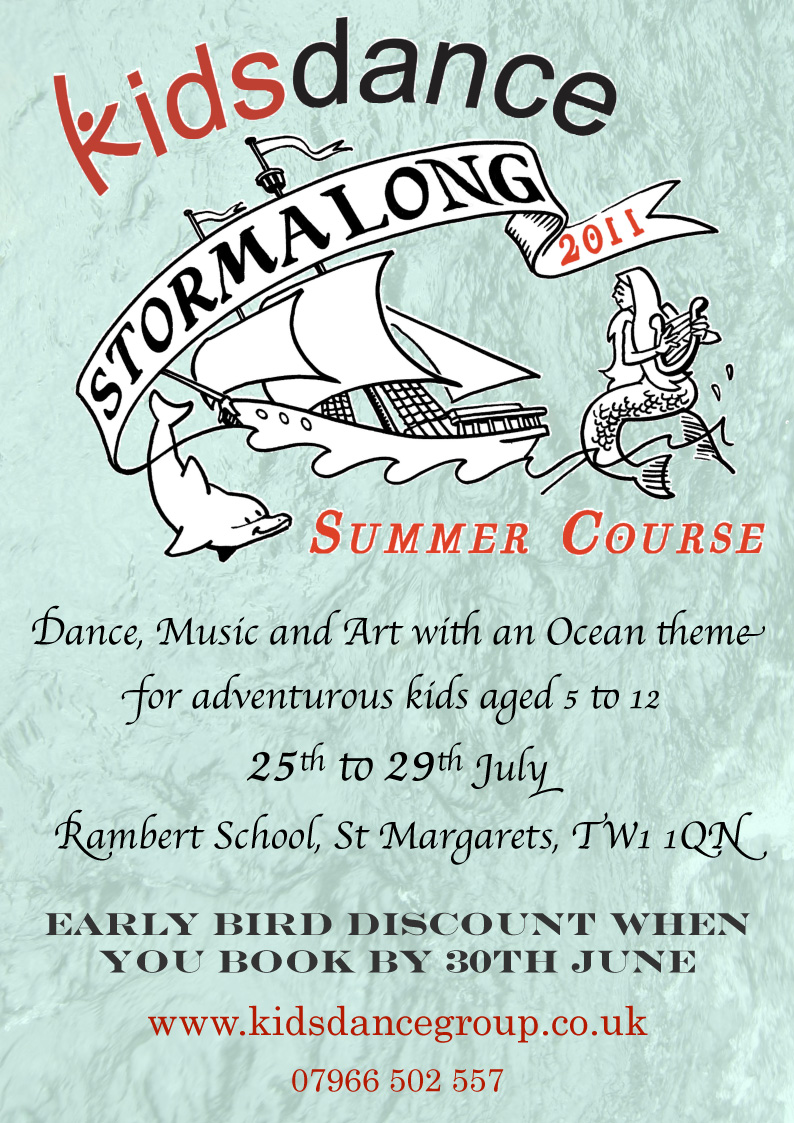 kidsdance
STORMALONG
2011
SUMMER COURSE
Dance, Music and Art with an Ocean theme
for adventurous kids aged 5 to 12
25th to 29th July
Rambert School, St Margarets, TW1 1QN
EARLY BIRD DISCOUNT WHEN
YOU BOOK BY 30TH JUNE
www.kidsdancegroup.co.uk
07966 502 557